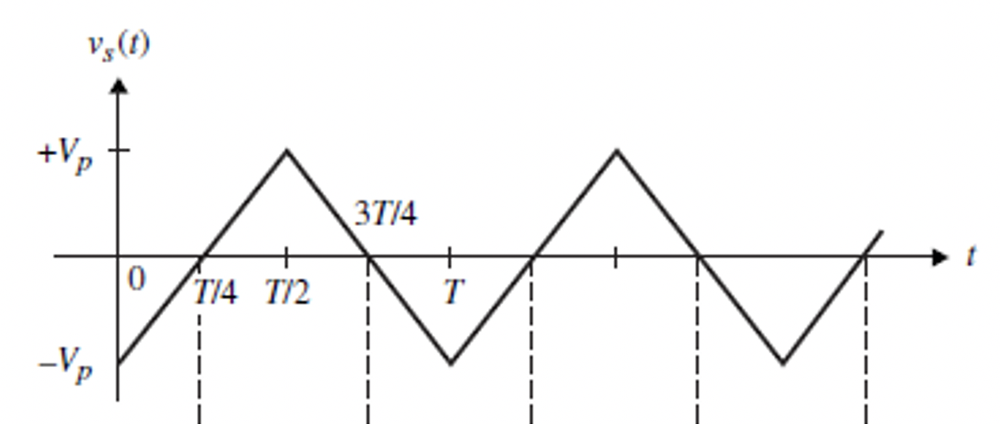 v_s(t)
+V_p
3T/4
t
0
T/4 T/2 T
–V_p